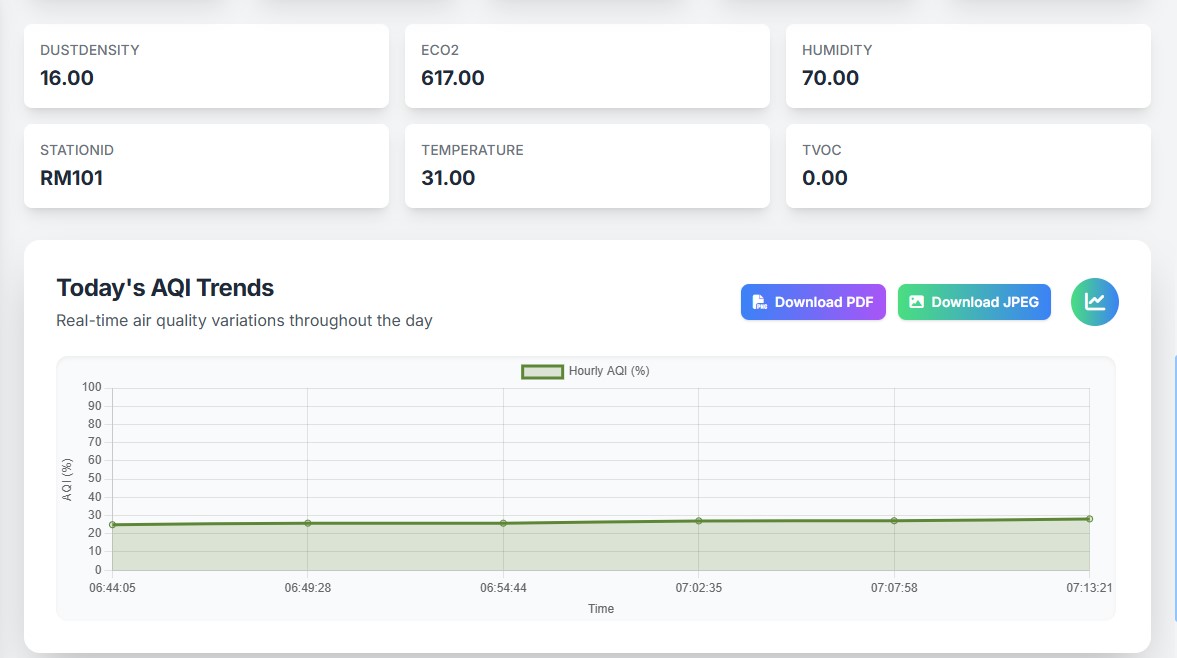 DUSTDENSITY
16.00
ECO2
617.00
HUMIDITY
70.00
STATIONID
RM101
TEMPERATURE
31.00
TVOC
0.00
Today's AQI Trends
Real-time air quality variations throughout the day
Download PDF
Download JPEG
Hourly AQI (%)
100
90
80
70
60
50
40
30
20
10
0
AQI (%)
06:44:05
06:49:28
06:54:44
07:02:35
07:07:58
07:13:21
Time